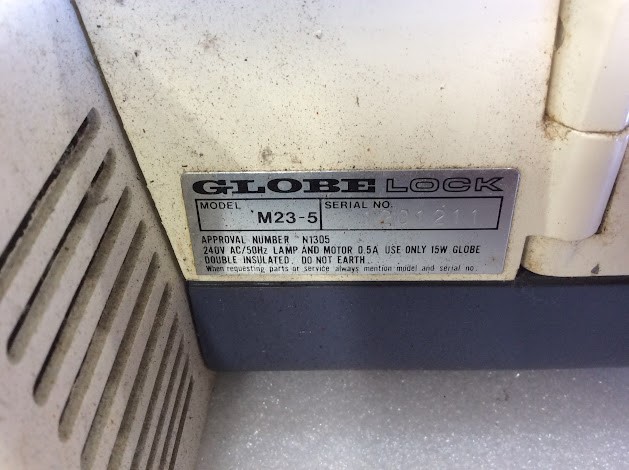 GLOBE LOCK
MODEL SERIAL NO.
M23-5 201211
APPROVAL NUMBER N1305
240V AC/50Hz LAMP AND MOTOR 0.5A USE ONLY 15W GLOBE
DOUBLE INSULATED. DO NOT EARTH.
When requesting parts or service always mention model and serial no.